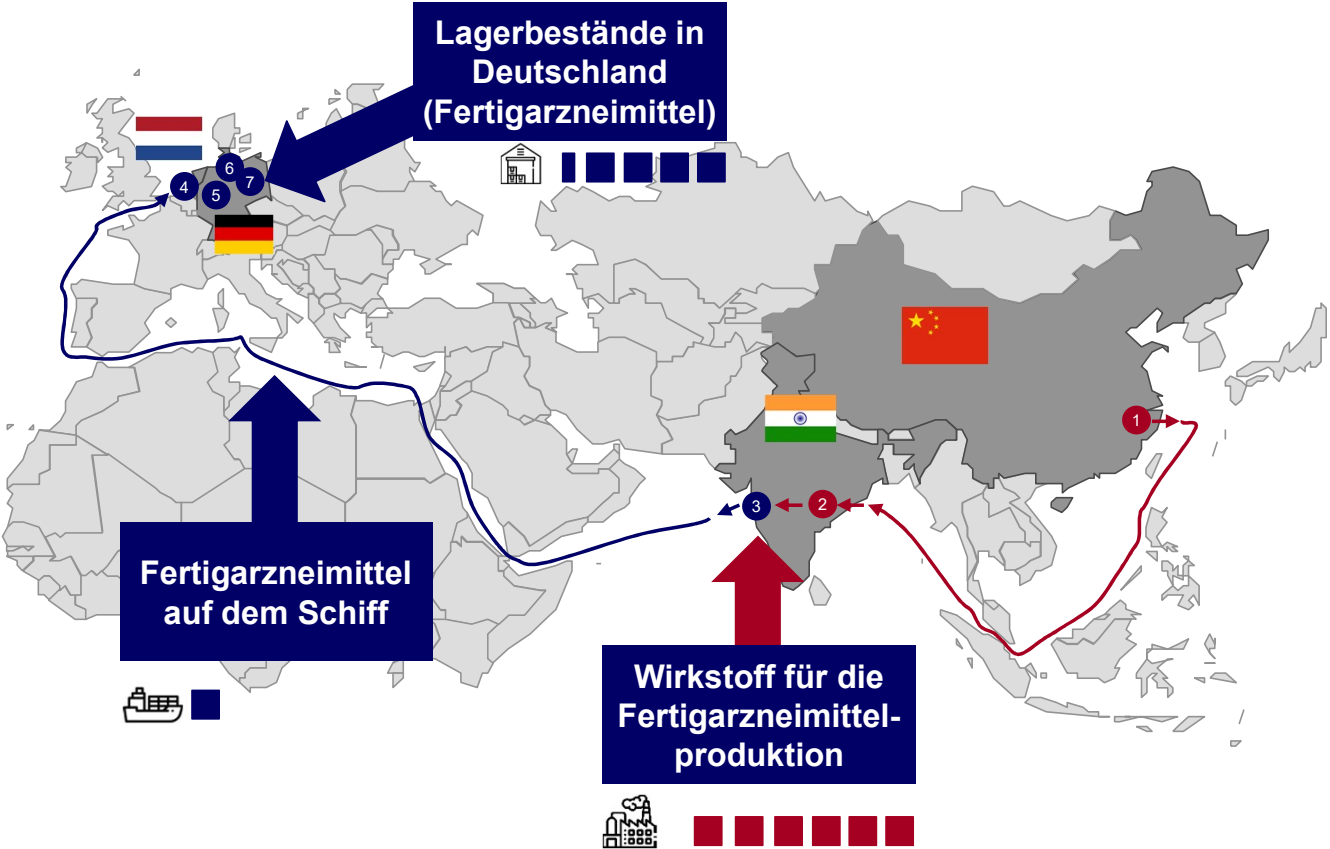 Lagerbestände in
Deutschland
(Fertigarzneimittel)
6
4
7
5
1
3
2
Fertigarzneimittel
auf dem Schiff
Wirkstoff für die
Fertigarzneimittel-
produktion